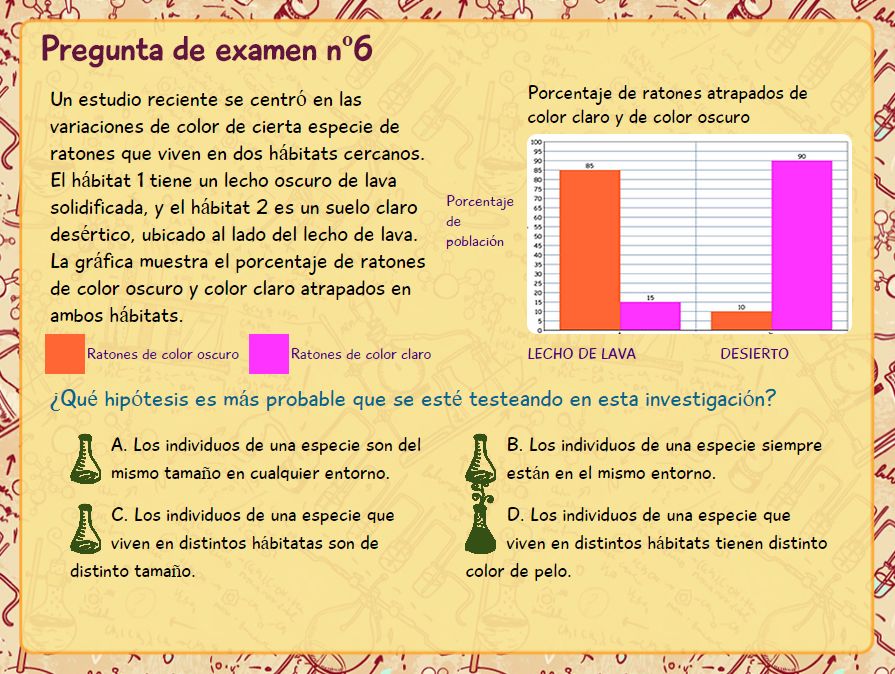 Pregunta de examen nº6
Un estudio reciente se centró en las
variaciones de color de cierta especie de
ratones que viven en dos hábitats cercanos.
El hábitat 1 tiene un lecho oscuro de lava
solidificada, y el hábitat 2 es un suelo claro
desértico, ubicado al lado del lecho de lava.
La gráfica muestra el porcentaje de ratones
de color oscuro y color claro atrapados en
ambos hábitats.
Ratones de color oscuro
Ratones de color claro
Porcentaje de ratones atrapados de
color claro y de color oscuro
Porcentaje
de
población
100
95
90
85
80
75
70
65
60
55
50
45
40
35
30
25
20
15
10
5
0
85
15
10
90
LECHO DE LAVA
DESIERTO
¿Qué hipótesis es más probable que se esté testeando en esta investigación?
A. Los individuos de una especie son del
mismo tamaño en cualquier entorno.
B. Los individuos de una especie siempre
están en el mismo entorno.
C. Los individuos de una especie que
viven en distintos hábitatas son de
distinto tamaño.
D. Los individuos de una especie que
viven en distintos hábitats tienen distinto
color de pelo.